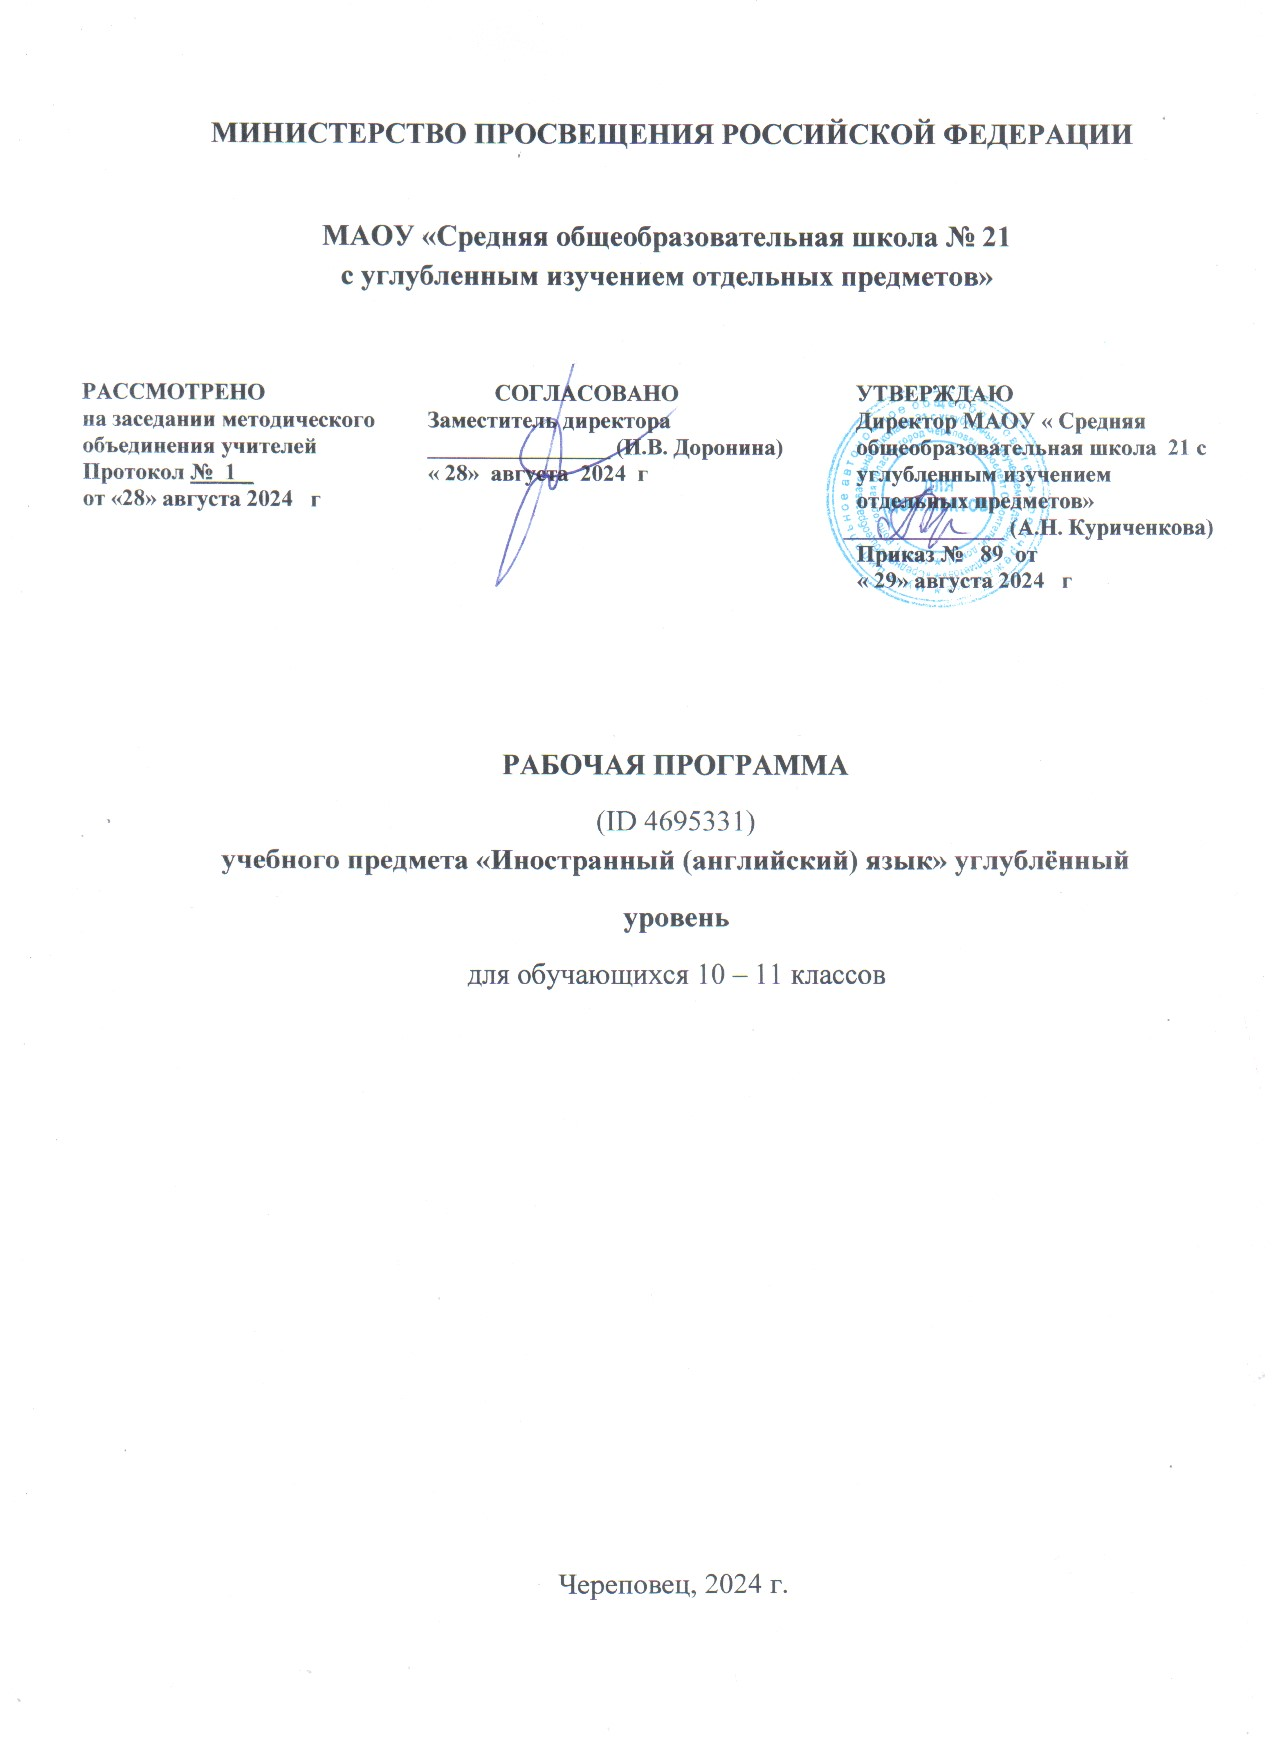 МИНИСТЕРСТВО ПРОСВЕЩЕНИЯ РОССИЙСКОЙ ФЕДЕРАЦИИ
МАОУ «Средняя общеобразовательная школа № 21
с углубленным изучением отдельных предметов»
РАССМОТРЕНО
на заседании методического
объединения учителей
Протокол № 1
от «28» августа 2024 г
СОГЛАСОВАНО
Заместитель директора
_______________ (И.В. Доронина)
« 28» августа 2024 г
УТВЕРЖДАЮ
Директор МАОУ « Средняя
общеобразовательная школа 21 с
углубленным изучением
отдельных предметов»
_____________ (А.Н. Куриченкова)
Приказ № 89 от
« 29» августа 2024 г
РАБОЧАЯ ПРОГРАММА
(ID 4695331)
учебного предмета «Иностранный (английский) язык» углублённый
уровень
для обучающихся 10 – 11 классов
Череповец, 2024 г.